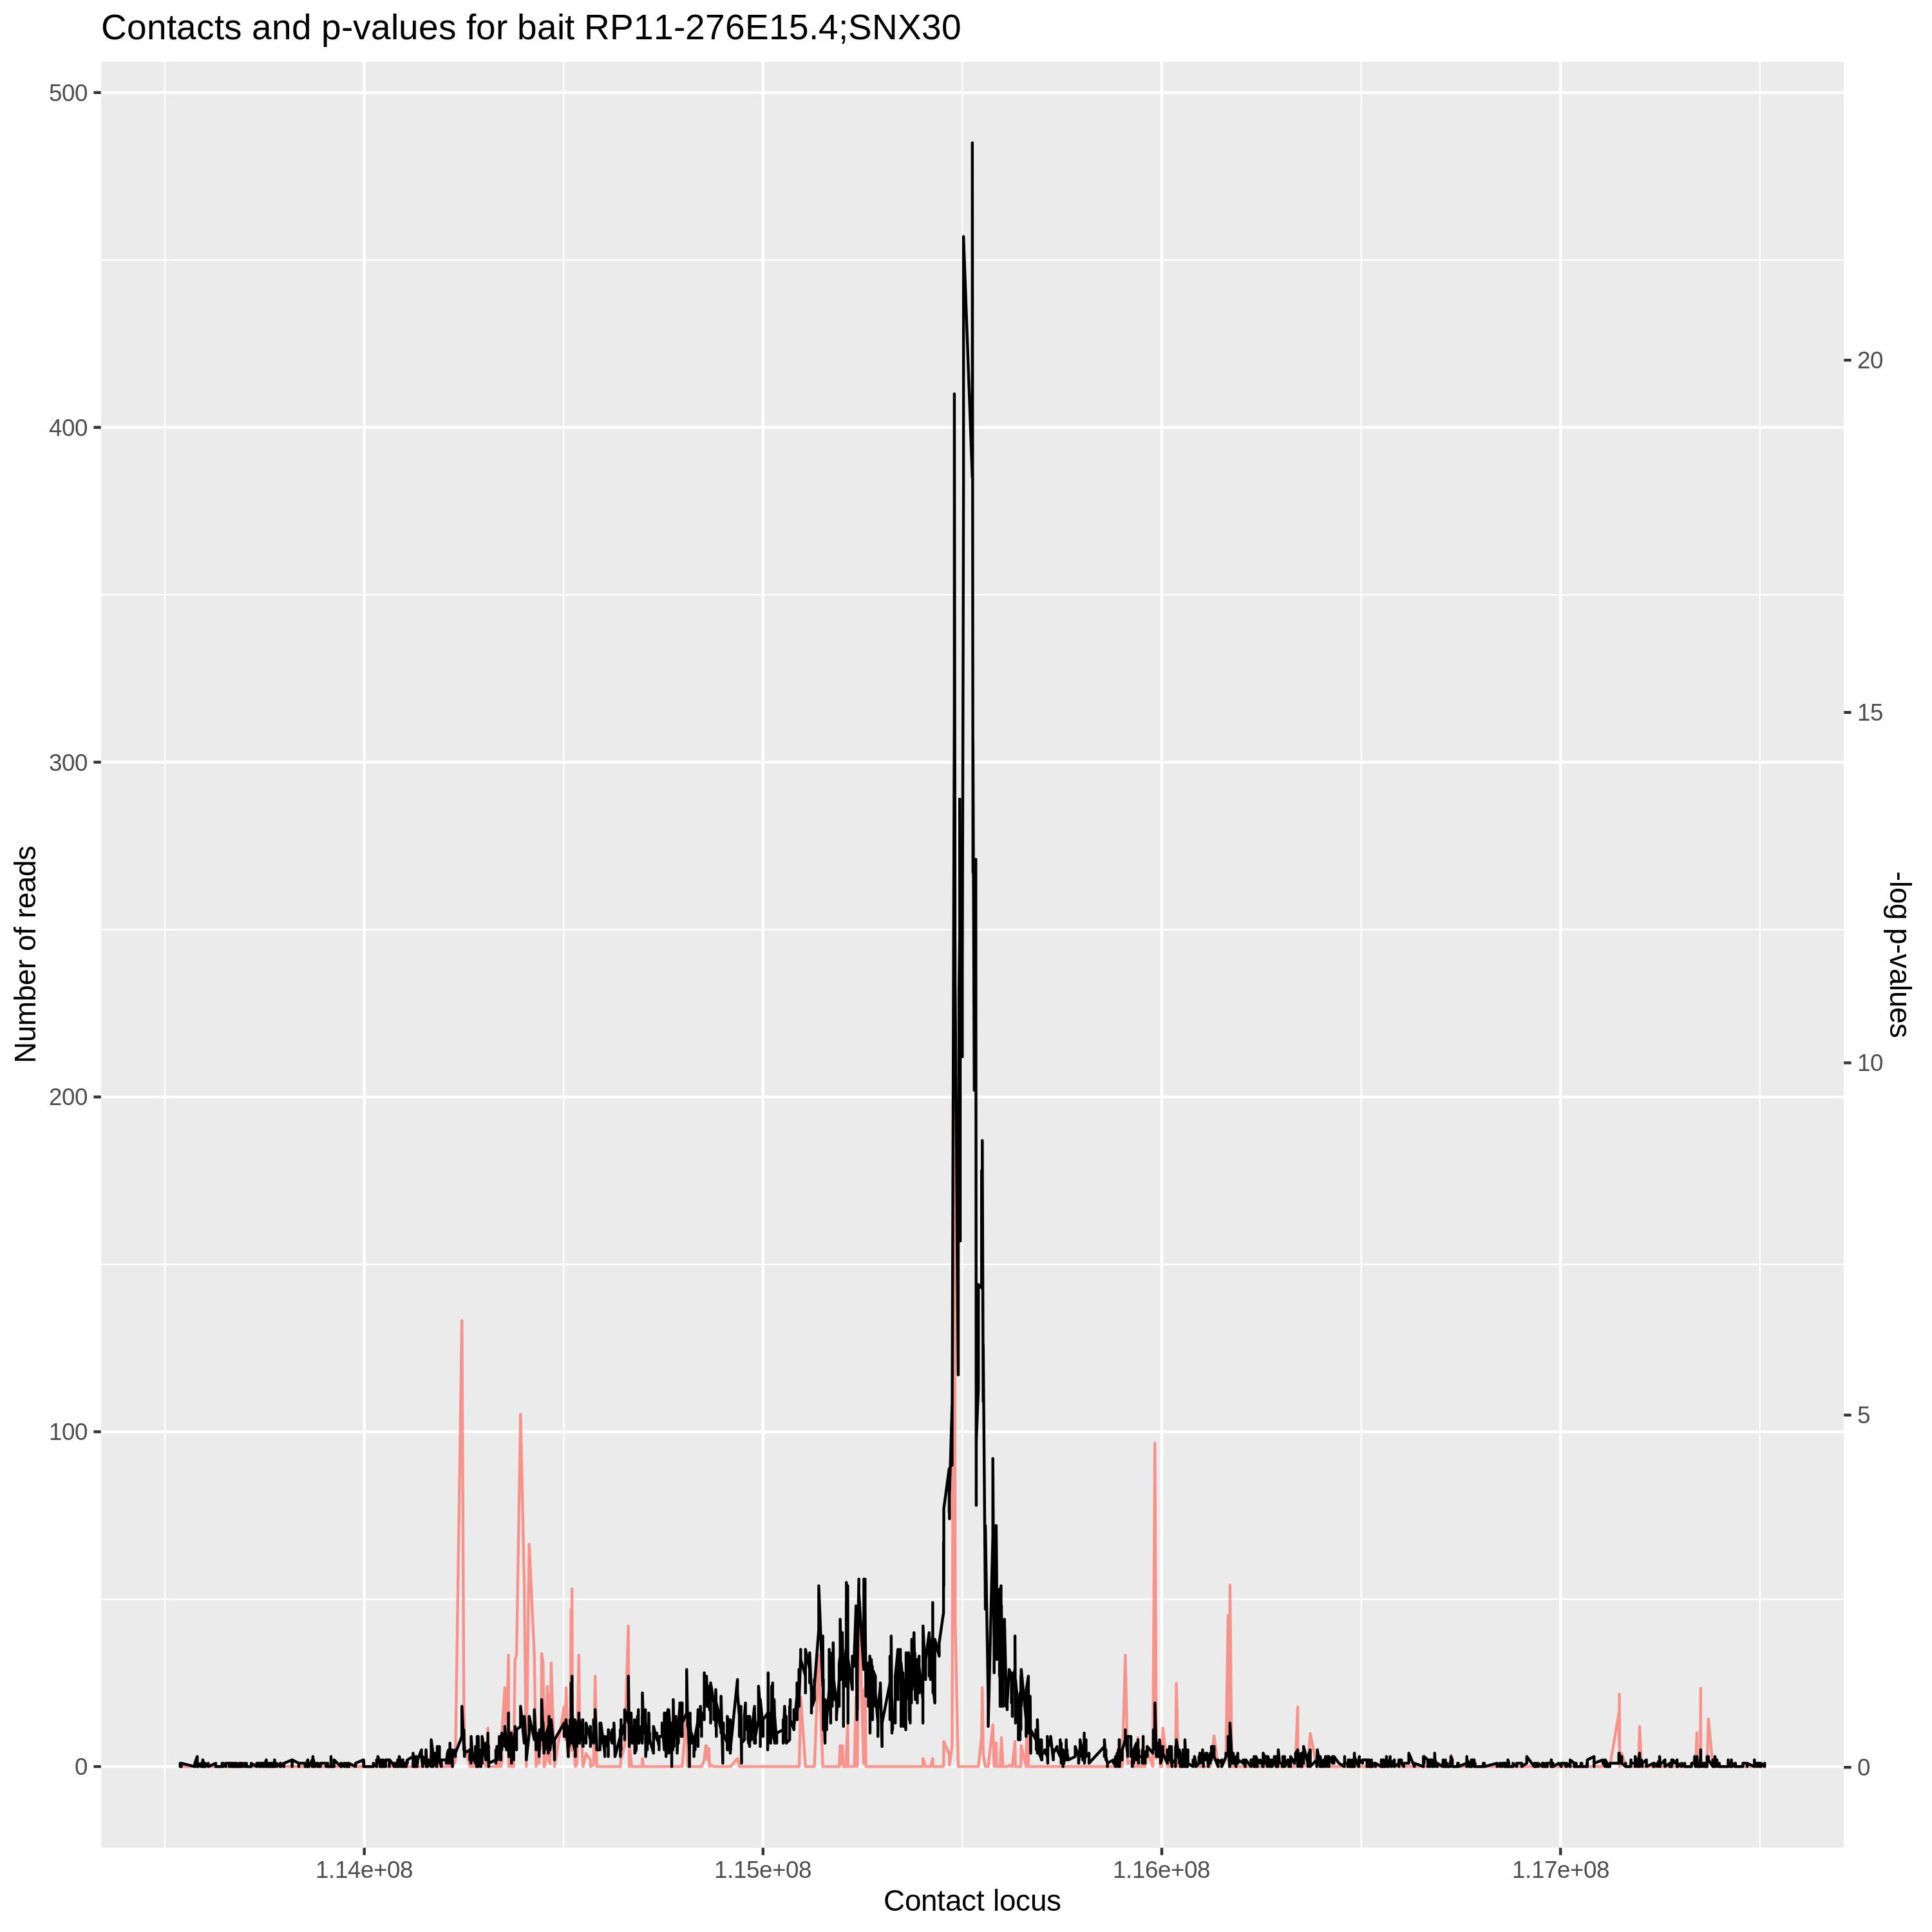 Contacts and p-values for bait RP11-276E15.4;SNX30
500
400
300
200
100
0
Number of reads
20
15
10
5
0
-log p-values
1.14e+08 1.15e+08 1.16e+08 1.17e+08
Contact locus